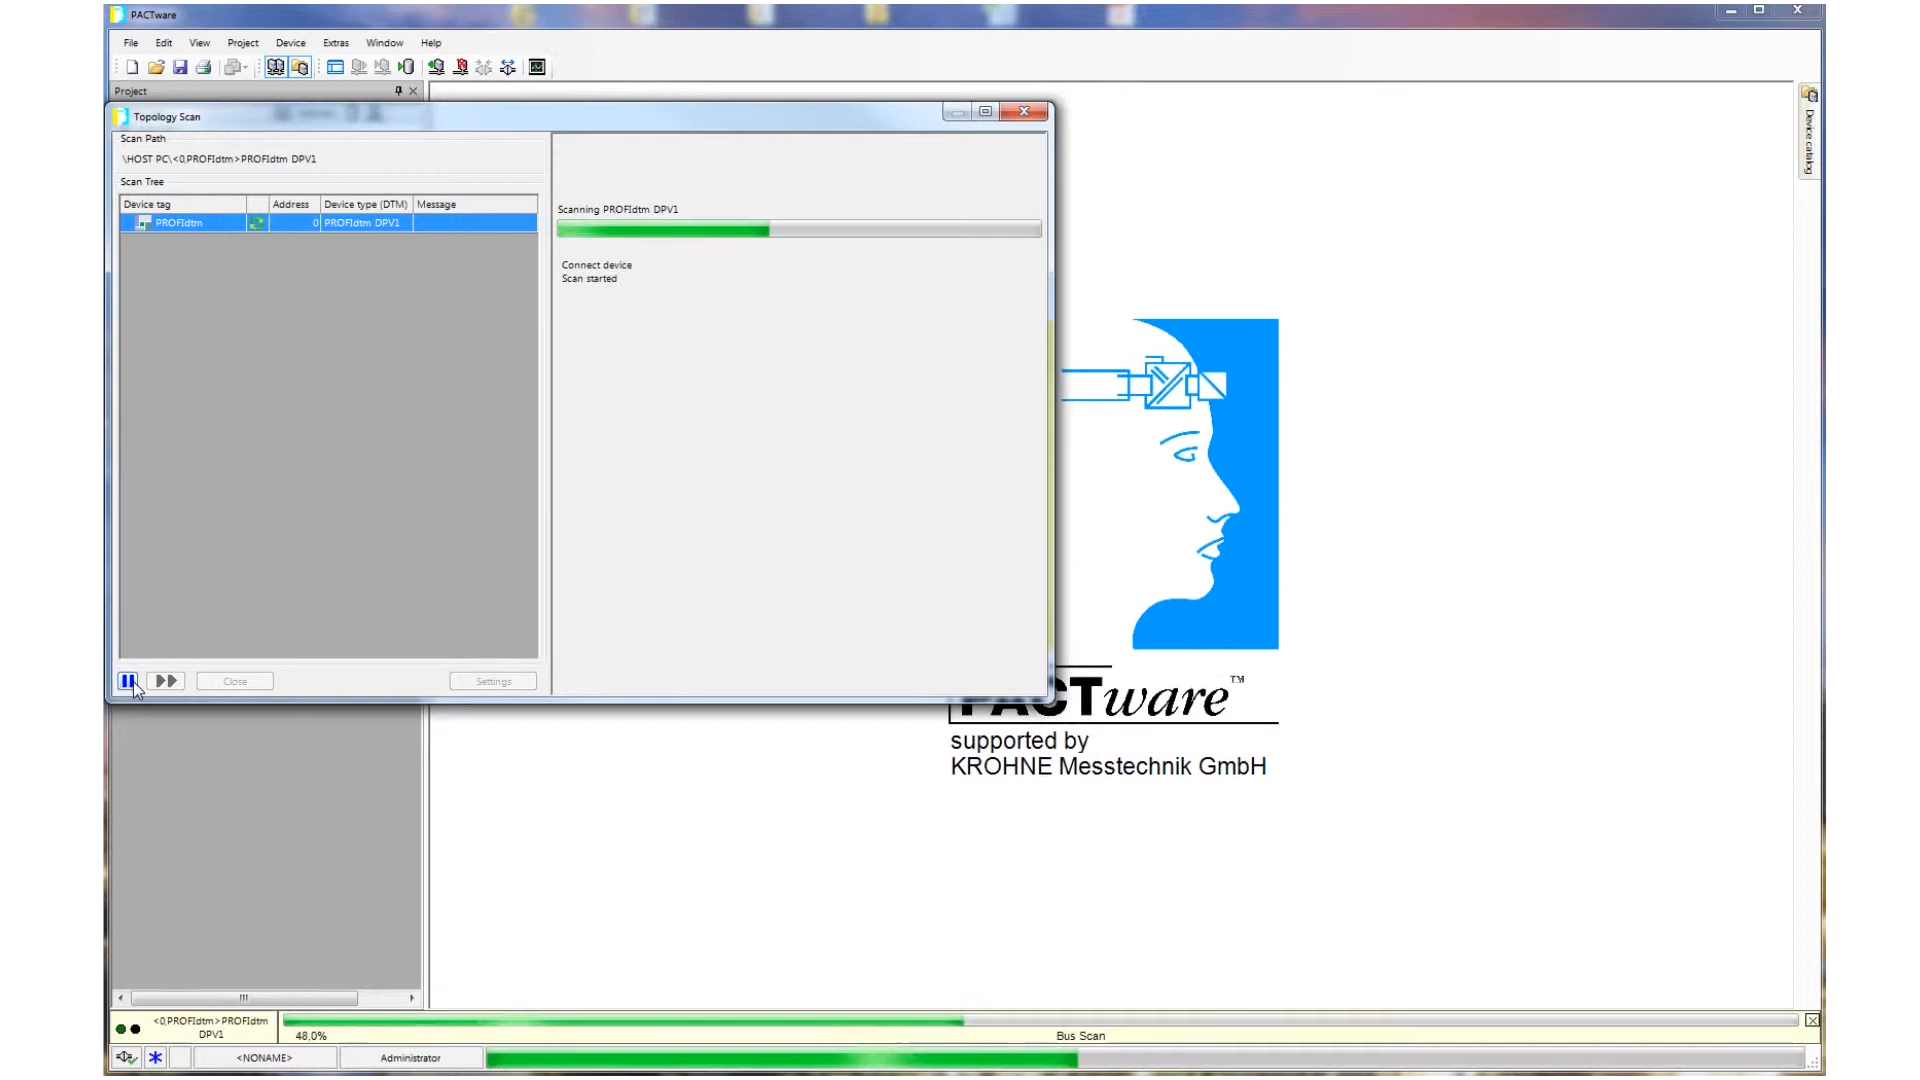 PACTware
File Edit View Project Device Extras Window Help
Project
Device catalog
Topology Scan
Scan Path
\HOST PC\<0,PROFIdtm>PROFIdtm DPV1
Scan Tree
Device tag Address Device type (DTM) Message
PROFIdtm 0 PROFIdtm DPV1
Scanning PROFIdtm DPV1
Connect device
Scan started
Close Settings
PACTware™
supported by
KROHNE Messtechnik GmbH
<0,PROFIdtm>PROFIdtm
DPV1
48,0% Bus Scan
<NONAME> Administrator